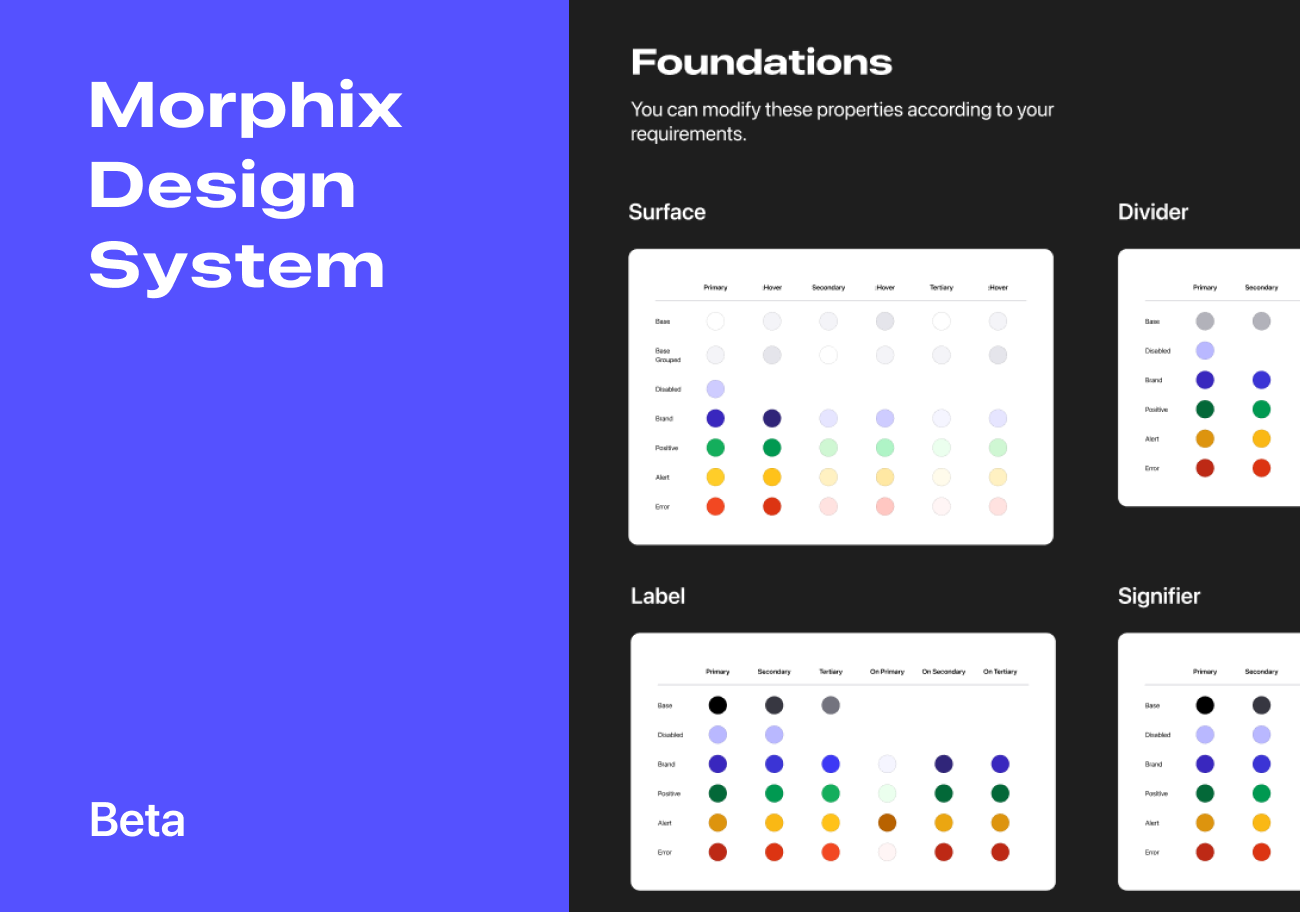 Morphix
Design
System
Beta
Foundations
You can modify these properties according to your
requirements.
Surface
Primary :Hover Secondary :Hover Tertiary :Hover
Base
Base
Grouped
Disabled
Brand
Positive
Alert
Error
Divider
Primary Secondary
Base
Disabled
Brand
Positive
Alert
Error
Label
Primary Secondary Tertiary On Primary On Secondary On Tertiary
Base
Disabled
Brand
Positive
Alert
Error
Signifier
Primary Secondary
Base
Disabled
Brand
Positive
Alert
Error